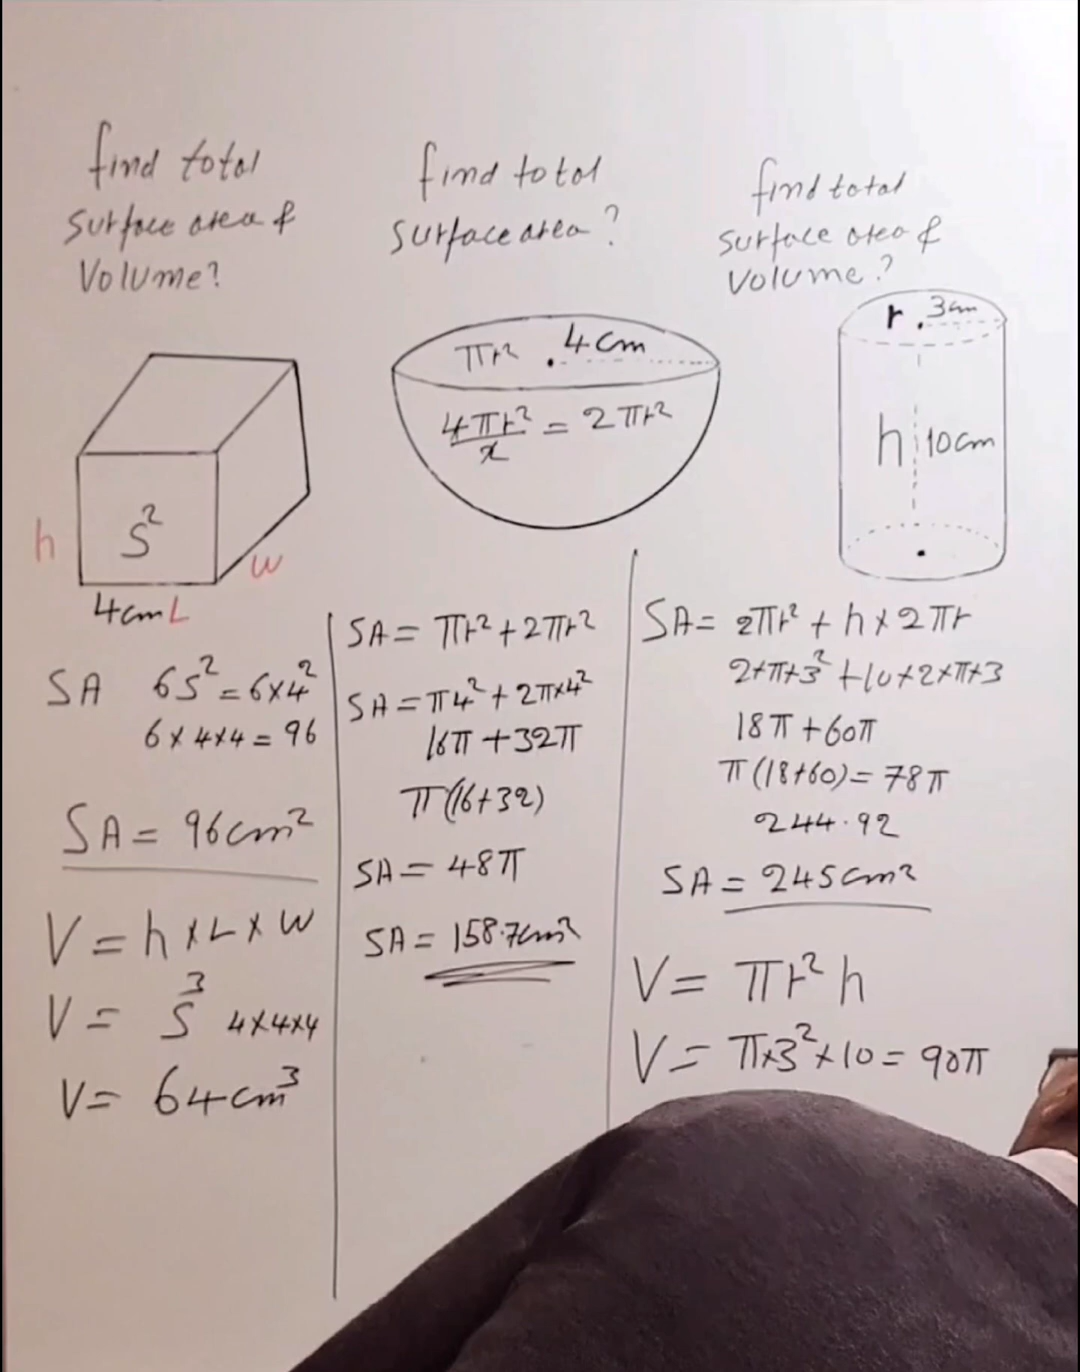 find total
surface area &
Volume?
h
S²
w
4cm L
SA 6S² = 6×4²
6×4×4 = 96
SA = 96cm²
V = h×L×W
V = S³ 4×4×4
V = 64cm³
find total
surface area?
πr² 4cm
4πr²/x = 2πr²
SA = πr²+2πr²
SA = π4²+2π×4²
16π+32π
π(16+32)
SA = 48π
SA = 158.7cm²
find total
surface area &
Volume?
r 3cm
h 10cm
SA = 2πr² + h×2πr
2×π×3²+10×2×π×3
18π+60π
π(18+60)=78π
244.92
SA = 245cm²
V = πr²h
V = π×3²×10=90π